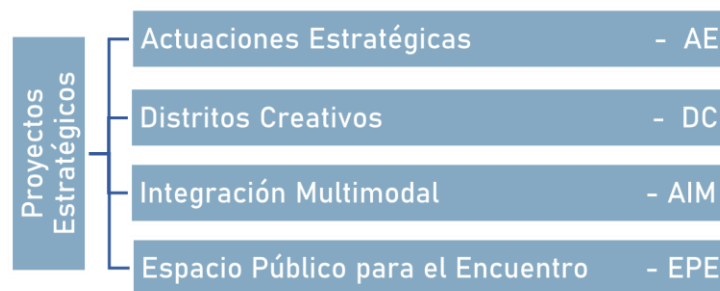 Proyectos
Estratégicos
Actuaciones Estratégicas - AE
Distritos Creativos - DC
Integración Multimodal - AIM
Espacio Público para el Encuentro - EPE